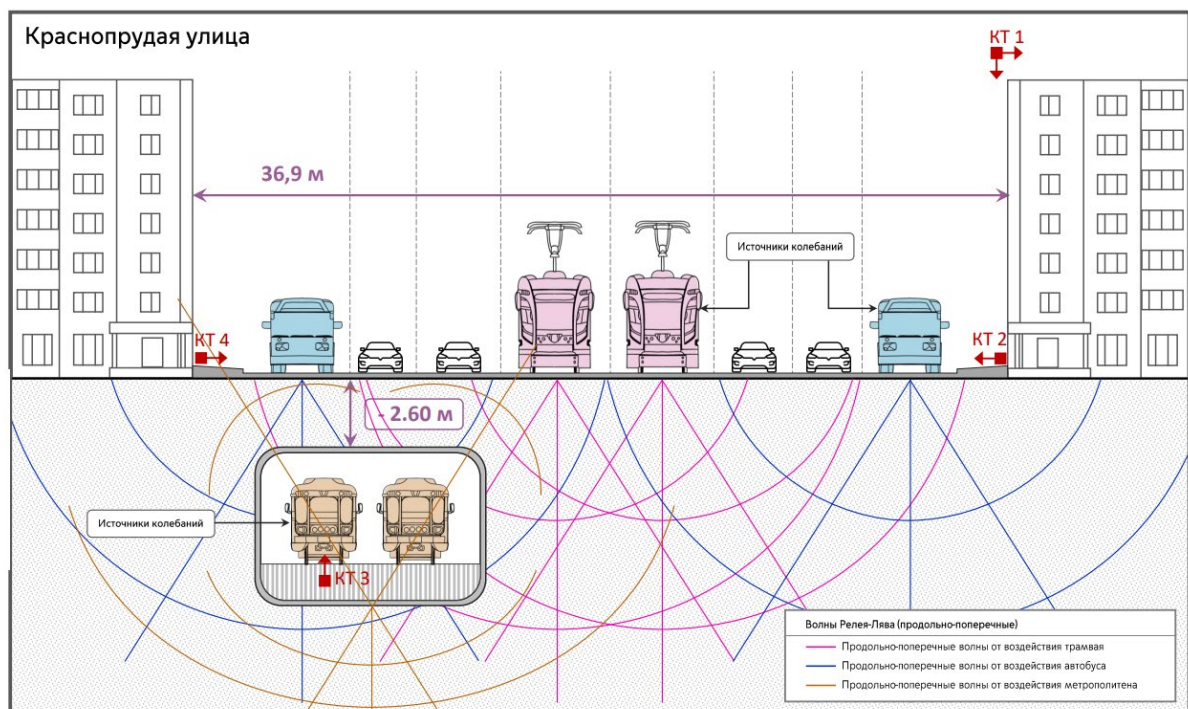 Краснопрудая улица
КТ 1
36,9 м
Источники колебаний
КТ 4
КТ 2
- 2.60 м
Источники колебаний
КТ 3
Волны Релея-Лява (продольно-поперечные)
Продольно-поперечные волны от воздействия трамвая
Продольно-поперечные волны от воздействия автобуса
Продольно-поперечные волны от воздействия метрополитена